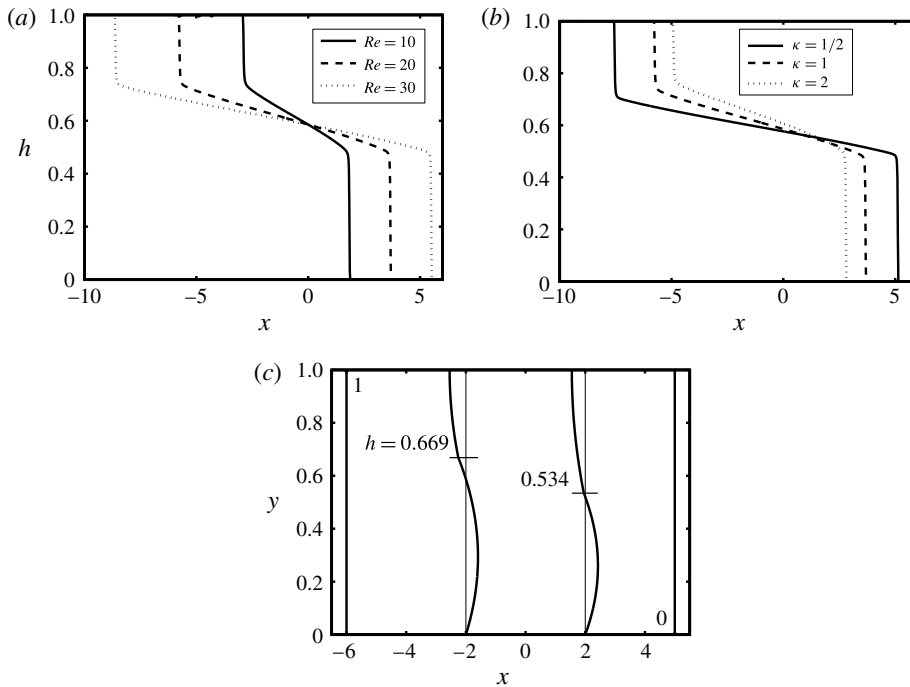 (a)
1.0
0.8
0.6
h
0.4
0.2
0
−10
−5
0
5
x
Re = 10
Re = 20
Re = 30
(b)
1.0
0.8
0.6
0.4
0.2
0
−10
−5
0
5
x
κ = 1/2
κ = 1
κ = 2
(c)
1.0
0.8
0.6
y
0.4
0.2
0
−6
−4
−2
0
2
4
x
1
h = 0.669
0.534
0